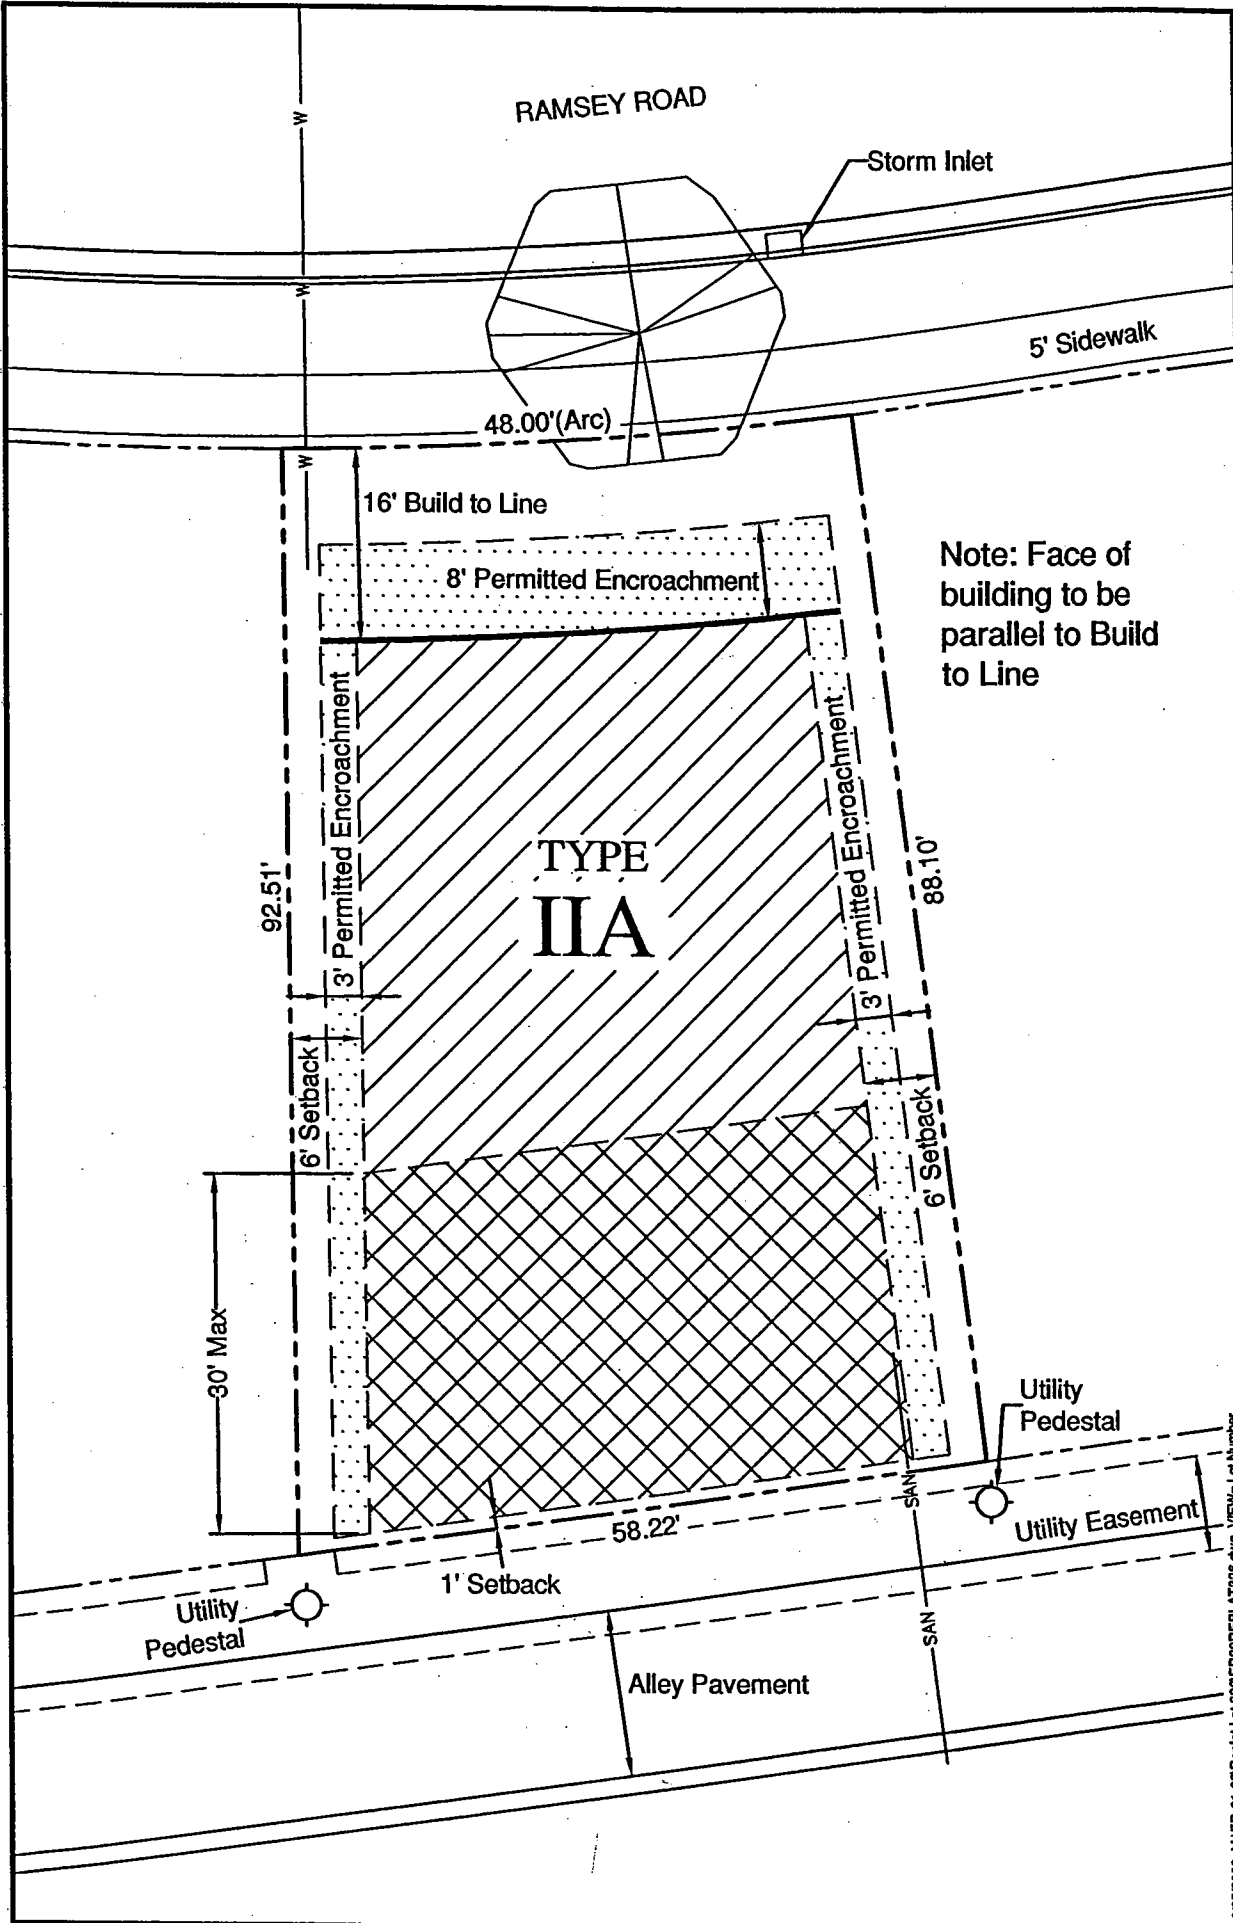 RAMSEY ROAD
W
Storm Inlet
W
5' Sidewalk
48.00'(Arc)
W
16' Build to Line
8' Permitted Encroachment
Note: Face of
building to be
parallel to Build
to Line
3' Permitted Encroachment
3' Permitted Encroachment
92.51'
88.10'
TYPE
IIA
6' Setback
6' Setback
30' Max
Utility
Pedestal
SAN
58.22'
Utility Easement
1' Setback
Utility
Pedestal
SAN
Alley Pavement